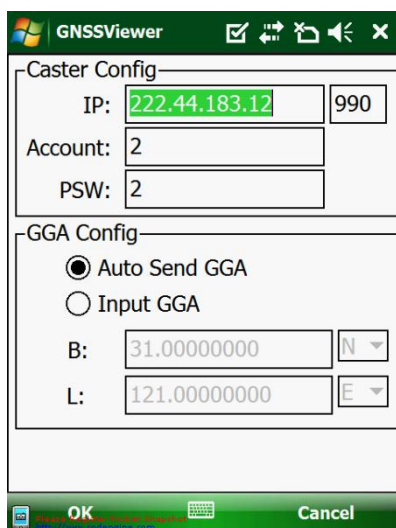 GNSSViewer
Caster Config
IP: 222.44.183.12 990
Account: 2
PSW: 2
GGA Config
Auto Send GGA
Input GGA
B: 31.00000000 N
L: 121.00000000 E
OK Cancel